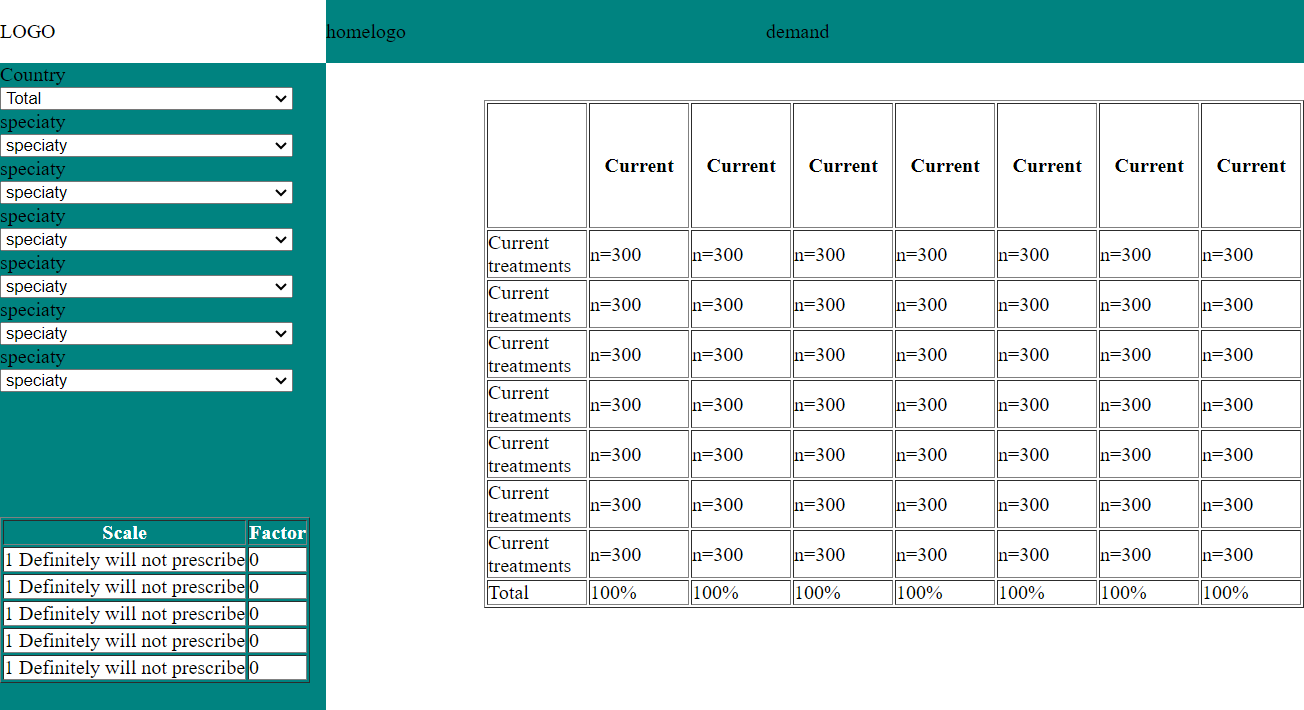 LOGO
homelogo
demand
Country
Total
speciaty
speciaty
speciaty
speciaty
speciaty
speciaty
speciaty
speciaty
speciaty
speciaty
speciaty
speciaty
Scale Factor
1 Definitely will not prescribe 0
1 Definitely will not prescribe 0
1 Definitely will not prescribe 0
1 Definitely will not prescribe 0
1 Definitely will not prescribe 0
Current Current Current Current Current Current Current
Current
treatments n=300 n=300 n=300 n=300 n=300 n=300 n=300
Current
treatments n=300 n=300 n=300 n=300 n=300 n=300 n=300
Current
treatments n=300 n=300 n=300 n=300 n=300 n=300 n=300
Current
treatments n=300 n=300 n=300 n=300 n=300 n=300 n=300
Current
treatments n=300 n=300 n=300 n=300 n=300 n=300 n=300
Current
treatments n=300 n=300 n=300 n=300 n=300 n=300 n=300
Current
treatments n=300 n=300 n=300 n=300 n=300 n=300 n=300
Total 100% 100% 100% 100% 100% 100% 100%